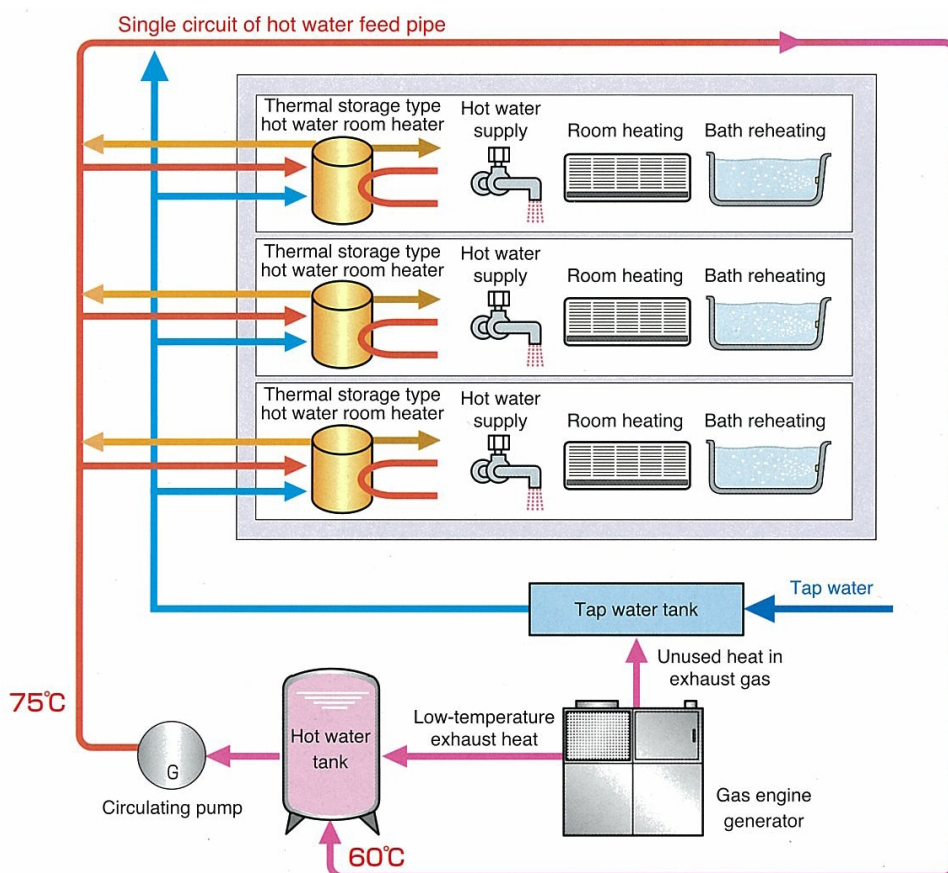 Single circuit of hot water feed pipe
Thermal storage type
hot water room heater
Hot water
supply
Room heating
Bath reheating
Thermal storage type
hot water room heater
Hot water
supply
Room heating
Bath reheating
Thermal storage type
hot water room heater
Hot water
supply
Room heating
Bath reheating
Tap water tank
Tap water
Unused heat in
exhaust gas
75℃
Hot water
tank
Low-temperature
exhaust heat
G
Circulating pump
Gas engine
generator
60℃